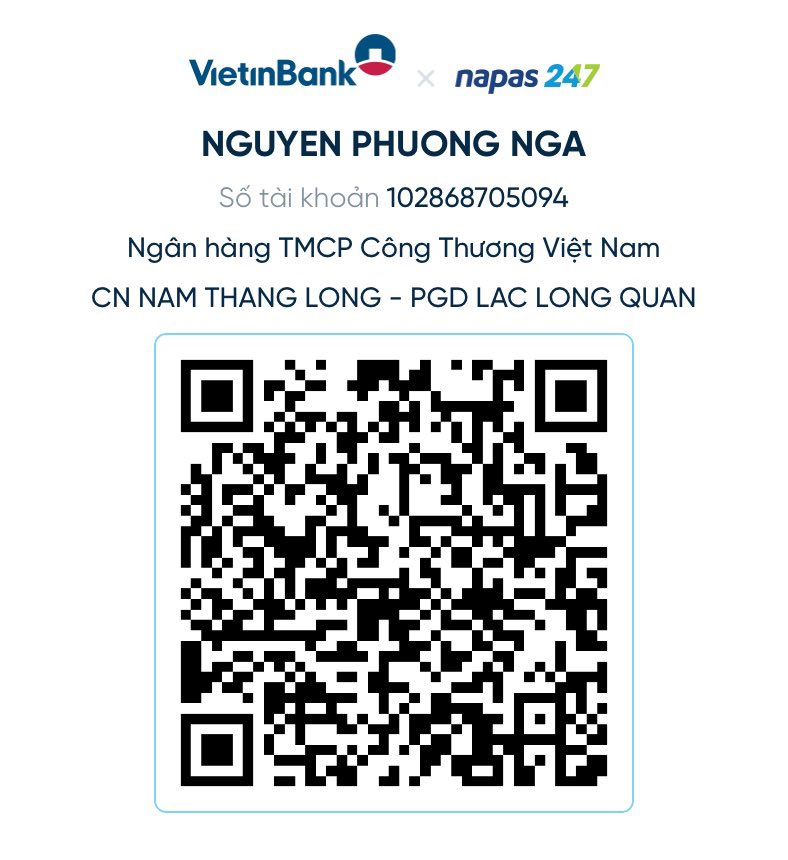 VietinBank × napas 247
NGUYEN PHUONG NGA
Số tài khoản 102868705094
Ngân hàng TMCP Công Thương Việt Nam
CN NAM THANG LONG - PGD LAC LONG QUAN